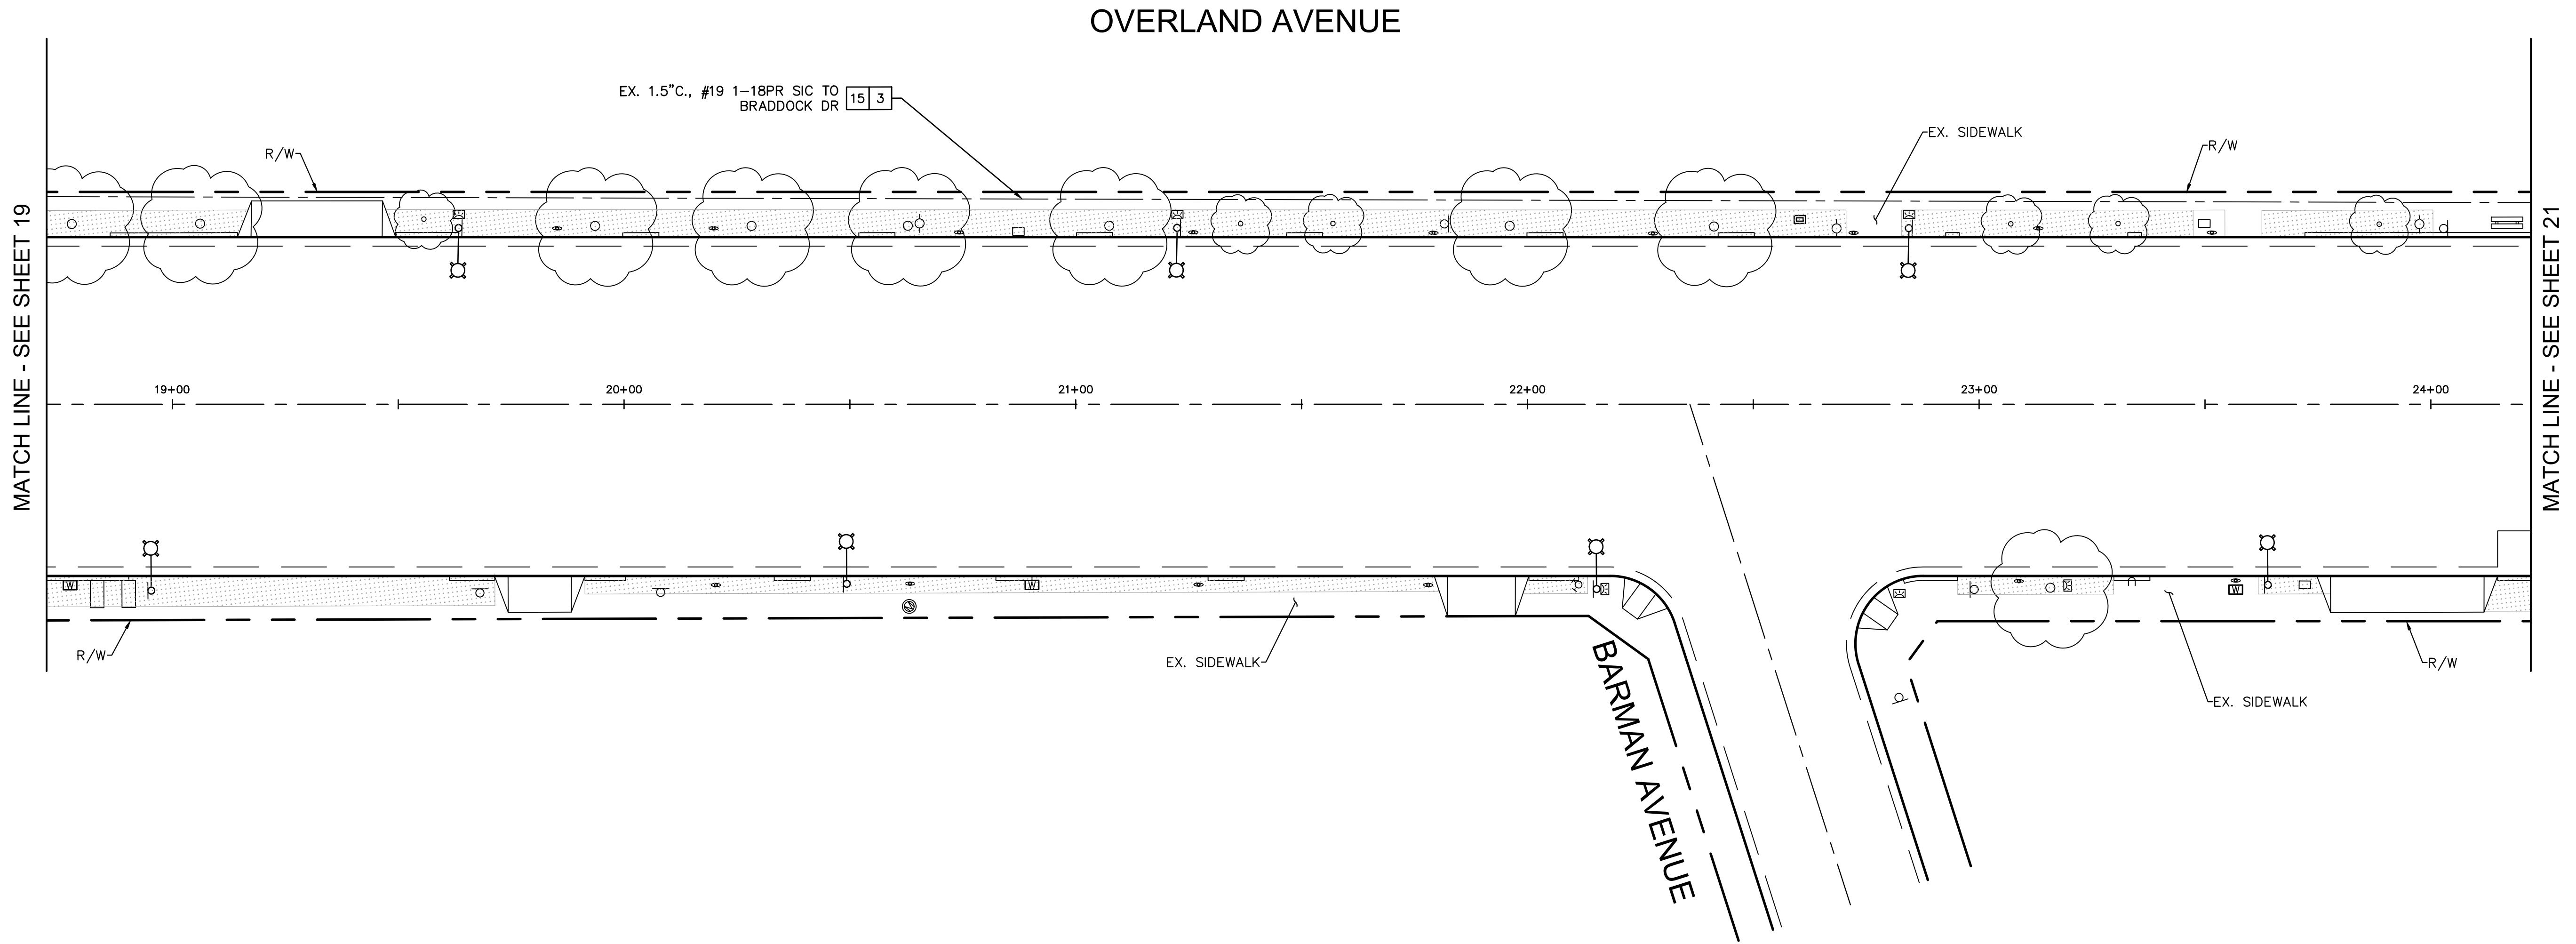 OVERLAND AVENUE
EX. 1.5"C., #19 1-18PR SIC TO
BRADDOCK DR
15 3
EX. SIDEWALK
R/W
R/W
MATCH LINE - SEE SHEET 19
MATCH LINE - SEE SHEET 21
19+00
20+00
21+00
22+00
23+00
24+00
W
W
W
R/W
EX. SIDEWALK
R/W
EX. SIDEWALK
BARMAN AVENUE